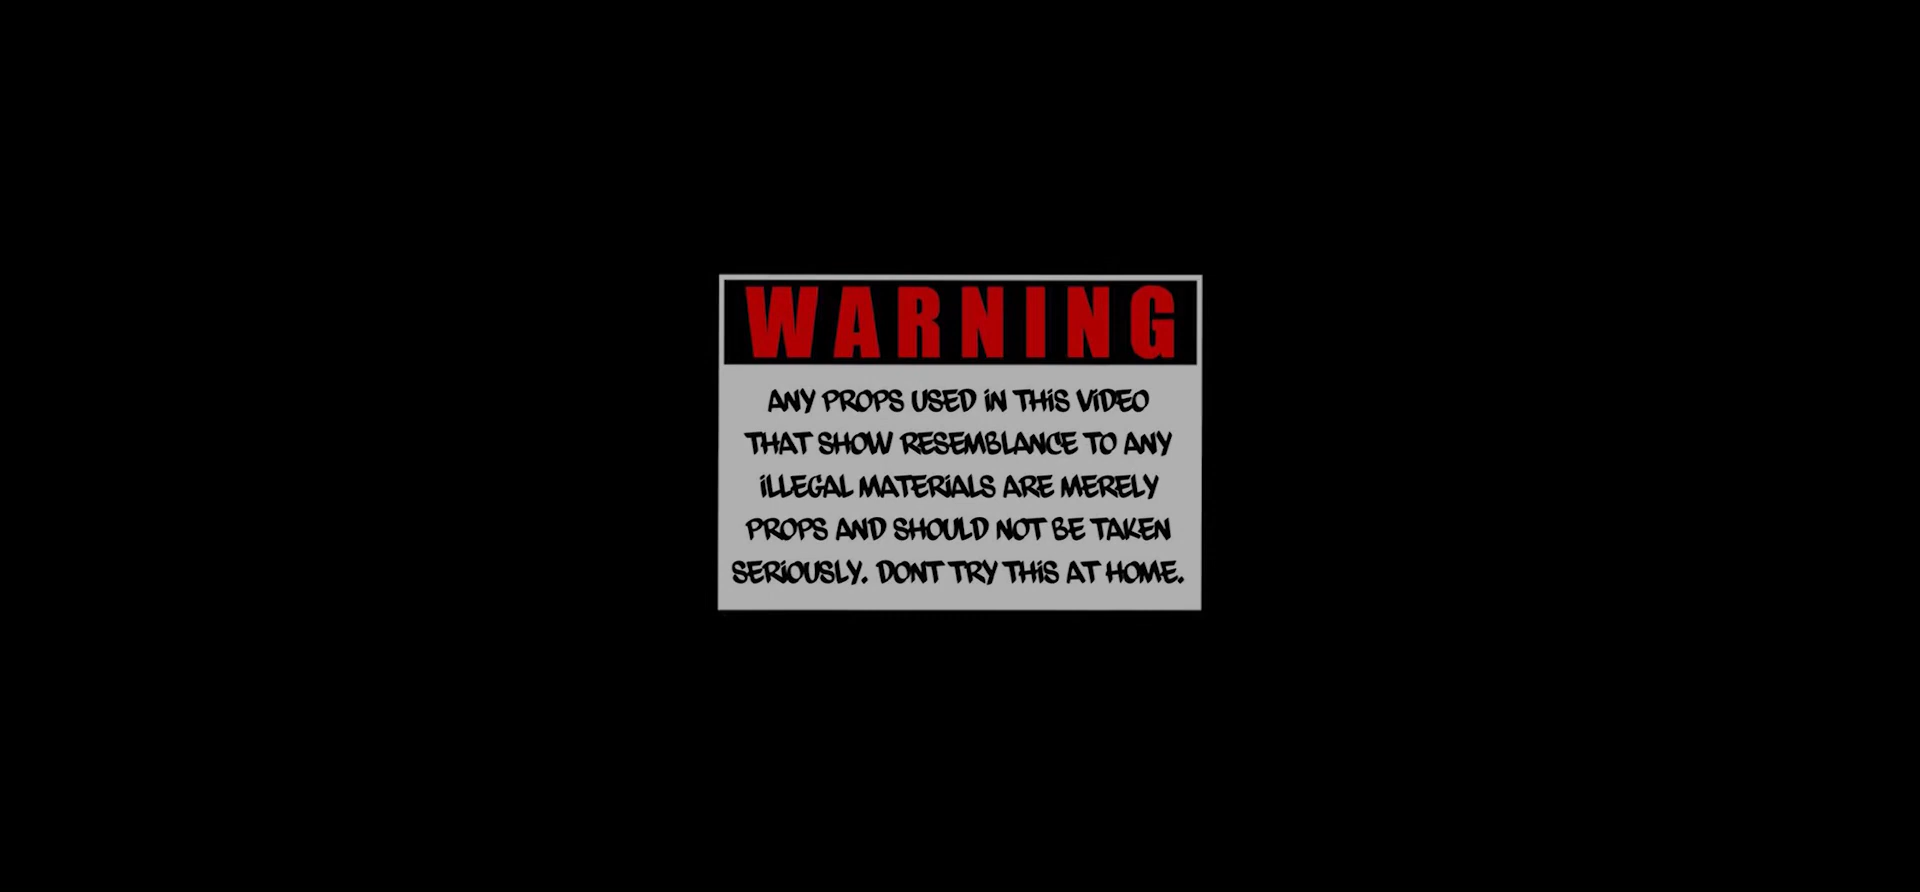 WARNING
ANY PROPS USED iN THiS ViDEO
THAT SHOW RESEMBLANCE TO ANY
iLLEGAL MATERiALS ARE MERELY
PROPS AND SHOULD NOT BE TAKEN
SERiOUSLY. DONT TRY THiS AT HOME.